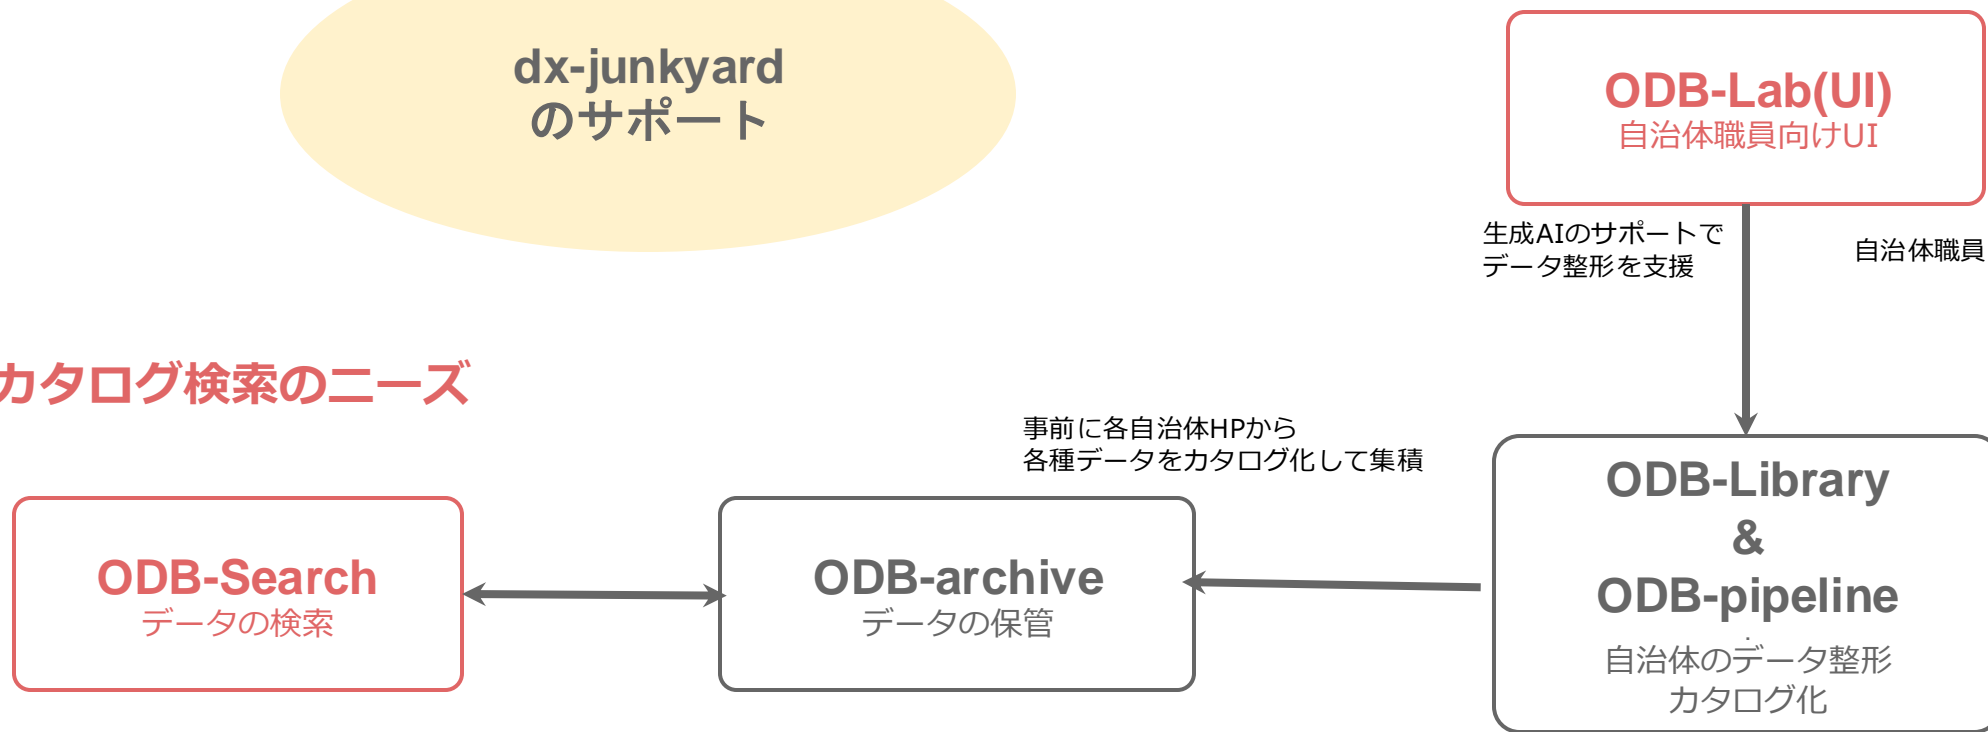 dx-junkyard
のサポート
ODB-Lab(UI)
自治体職員向けUI
生成AIのサポートで
データ整形を支援
自治体職員
カタログ検索のニーズ
事前に各自治体HPから
各種データをカタログ化して集積
ODB-Search
データの検索
ODB-archive
データの保管
ODB-Library
&
ODB-pipeline
.
自治体のデータ整形
カタログ化